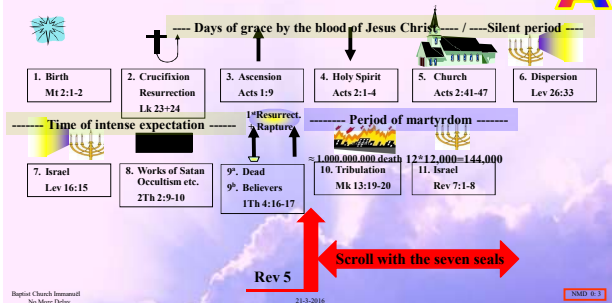 ---- Days of grace by the blood of Jesus Christ ---- / ----Silent period ----
1. Birth
Mt 2:1-2
2. Crucifixion
Resurrection
Lk 23+24
3. Ascension
Acts 1:9
4. Holy Spirit
Acts 2:1-4
5. Church
Acts 2:41-47
6. Dispersion
Lev 26:33
------- Time of intense expectation ------
1st Resurrect.
+ Rapture
-------- Period of martyrdom -------
≈ 1.000.000.000 death 12*12,000=144,000
7. Israel
Lev 16:15
8. Works of Satan
Occultism etc.
2Th 2:9-10
9a. Dead
9b. Believers
1Th 4:16-17
10. Tribulation
Mk 13:19-20
11. Israel
Rev 7:1-8
Scroll with the seven seals
Rev 5
Baptist Church Immanuël
No More Delay
21-3-2016
NMD 0: 3